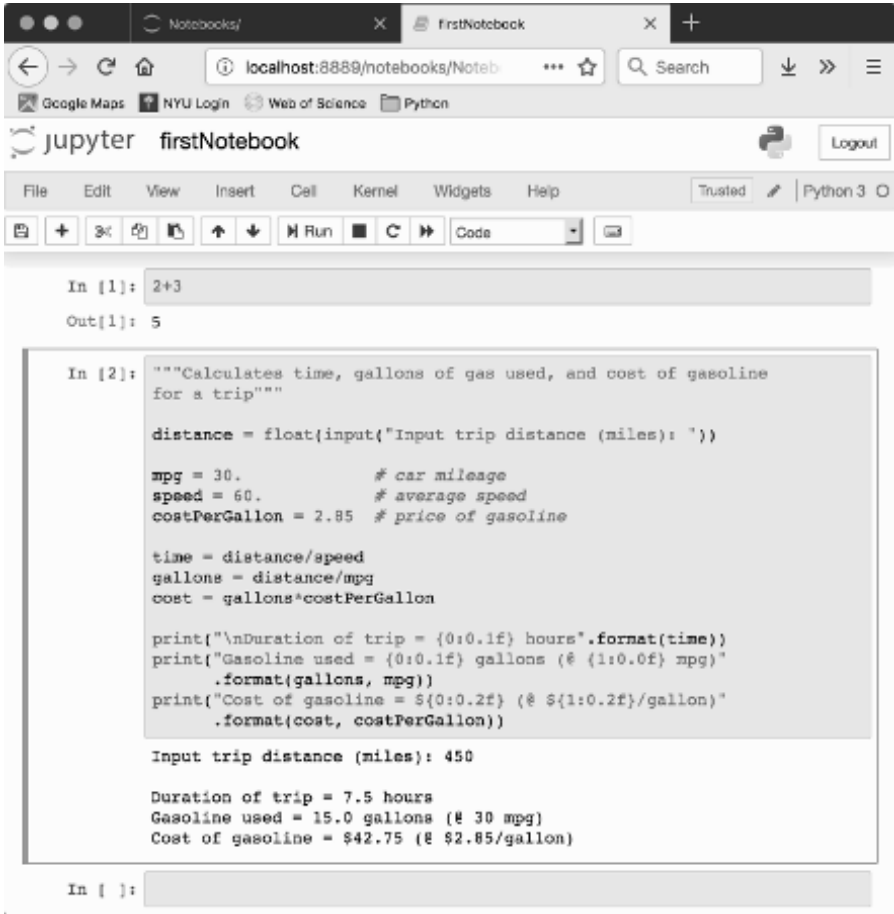 Notebooks/
firstNotebook
localhost:8889/notebooks/Noteb
Search
Google Maps
NYU Login
Web of Science
Python
jupyter firstNotebook
Logout
File Edit View Insert Cell Kernel Widgets Help
Trusted
Python 3
Run
Code
In [1]: 2+3
Out[1]: 5
In [2]: """Calculates time, gallons of gas used, and cost of gasoline
for a trip"""
distance = float(input("Input trip distance (miles): "))
mpg = 30. # car mileage
speed = 60. # average speed
costPerGallon = 2.85 # price of gasoline
time = distance/speed
gallons = distance/mpg
cost = gallons*costPerGallon
print("\nDuration of trip = {0:0.1f} hours".format(time))
print("Gasoline used = {0:0.1f} gallons (@ {1:0.0f} mpg)"
.format(gallons, mpg))
print("Cost of gasoline = ${0:0.2f} (@ ${1:0.2f}/gallon)"
.format(cost, costPerGallon))
Input trip distance (miles): 450
Duration of trip = 7.5 hours
Gasoline used = 15.0 gallons (@ 30 mpg)
Cost of gasoline = $42.75 (@ $2.85/gallon)
In [ ]: